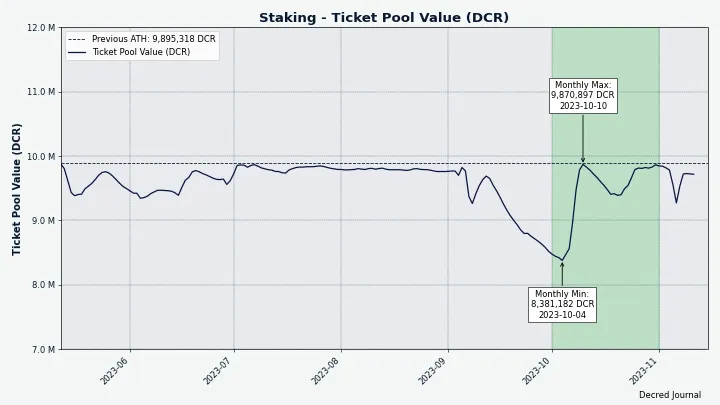 Staking - Ticket Pool Value (DCR)
Previous ATH: 9,895,318 DCR
Ticket Pool Value (DCR)
Ticket Pool Value (DCR)
12.0 M
11.0 M
10.0 M
9.0 M
8.0 M
7.0 M
Monthly Max:
9,870,897 DCR
2023-10-10
Monthly Min:
8,381,182 DCR
2023-10-04
2023-06
2023-07
2023-08
2023-09
2023-10
2023-11
Decred Journal